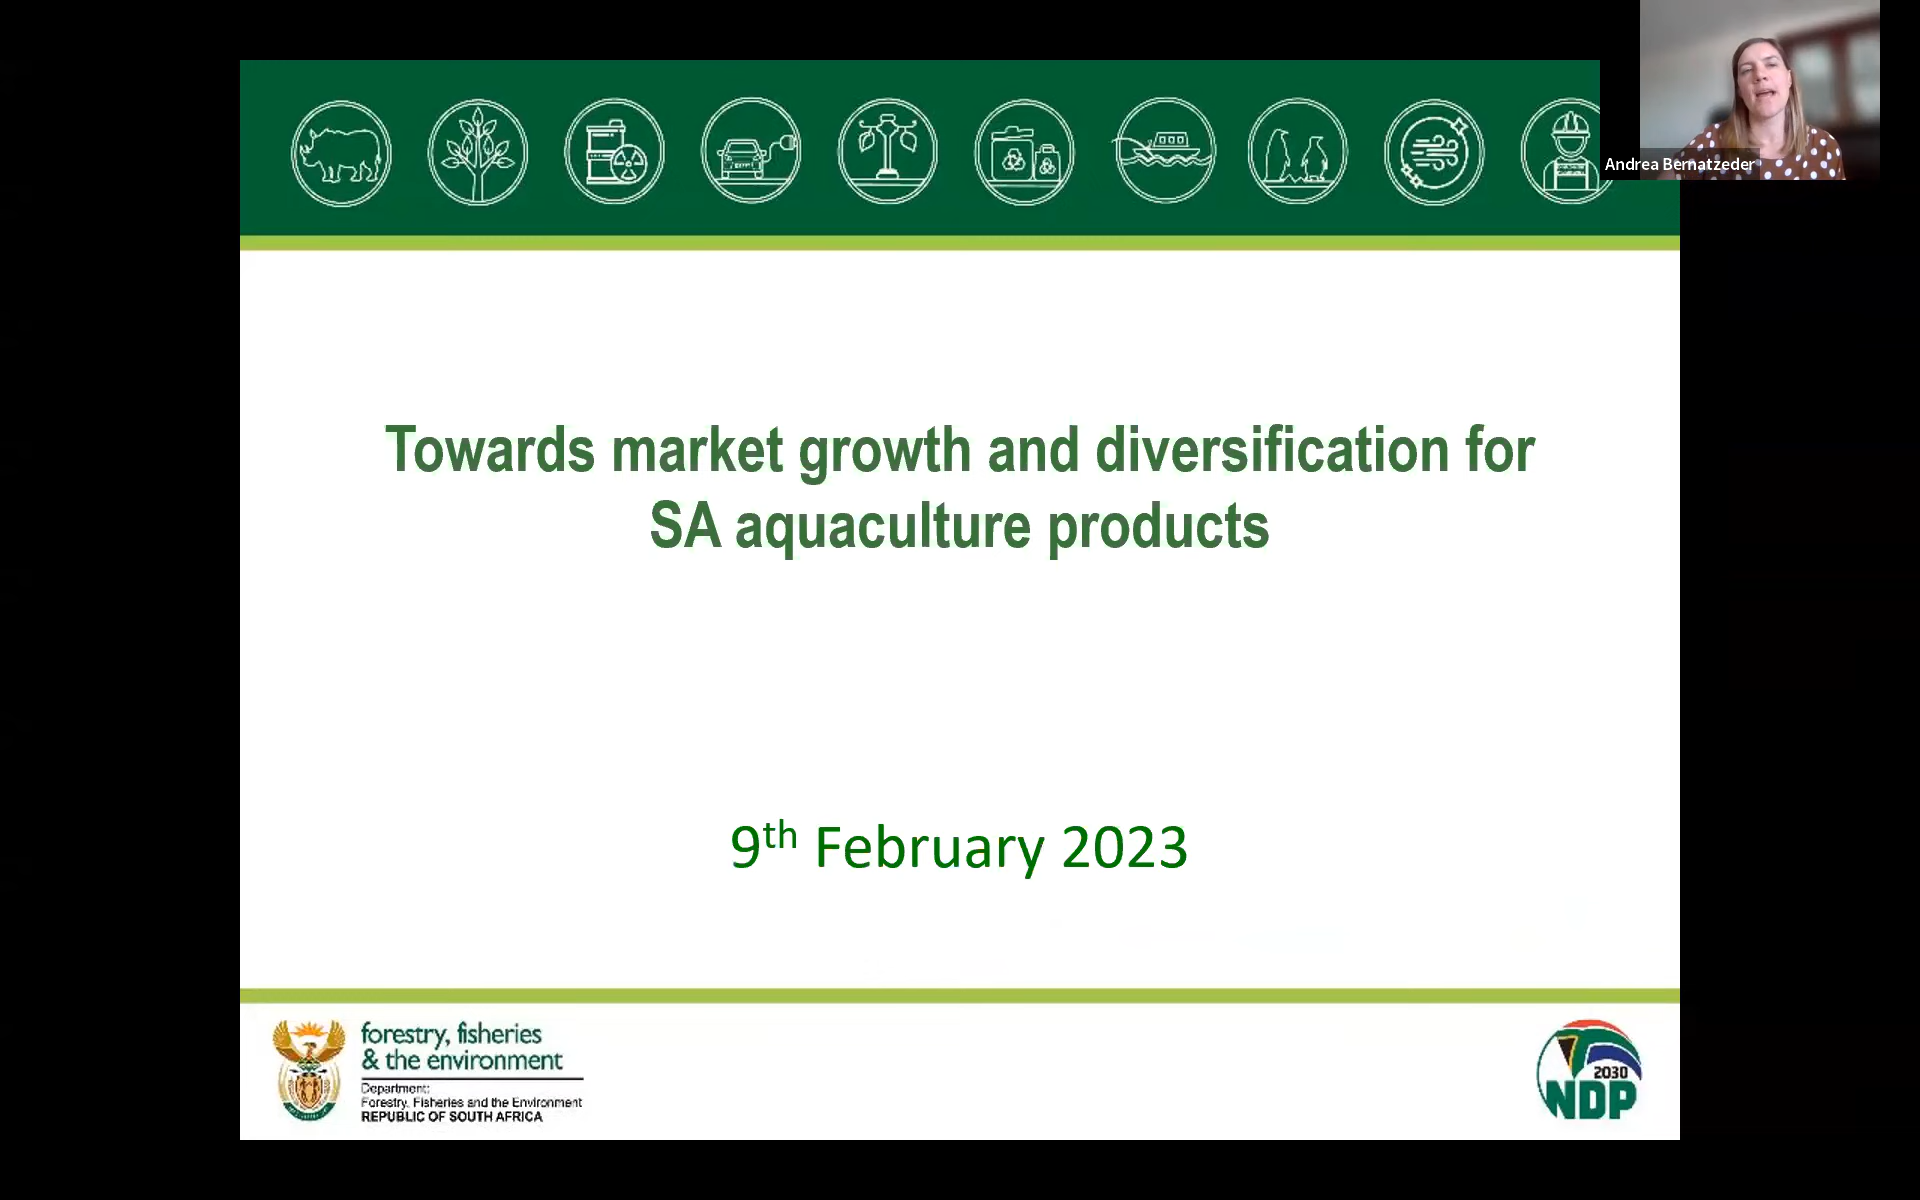 Andrea Bernatzeder
Towards market growth and diversification for
SA aquaculture products
9th February 2023
forestry, fisheries
& the environment
Department:
Forestry, Fisheries and the Environment
REPUBLIC OF SOUTH AFRICA
2030
NDP